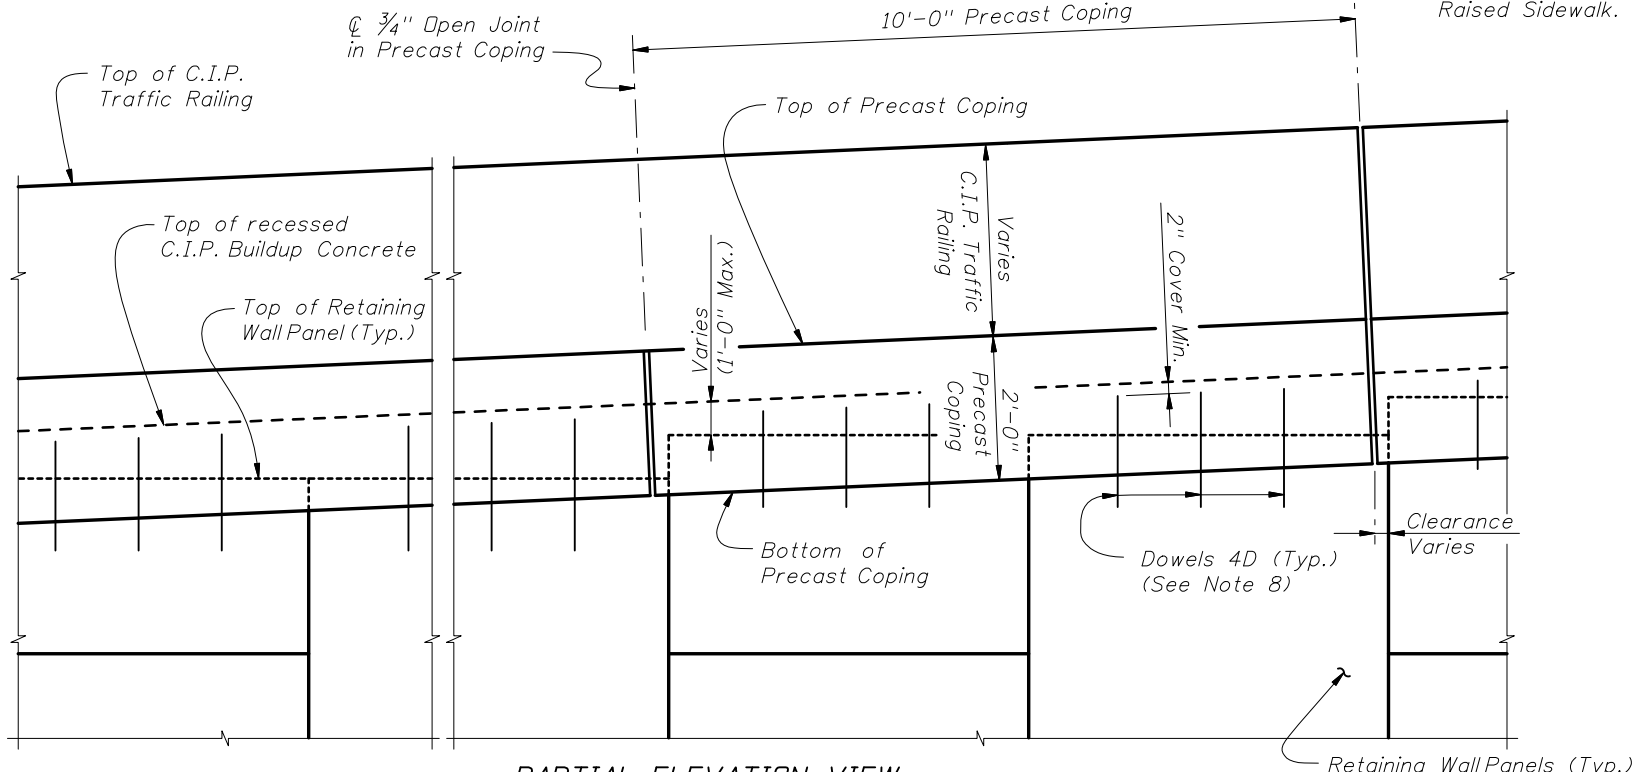 ℄ ¾" Open Joint
in Precast Coping
10'-0" Precast Coping
Raised Sidewalk.
Top of C.I.P.
Traffic Railing
Top of Precast Coping
Top of recessed
C.I.P. Buildup Concrete
Varies
C.I.P. Traffic
Railing
2" Cover Min.
Top of Retaining
Wall Panel (Typ.)
Varies
(1'-0" Max.)
2'-0"
Precast
Coping
Bottom of
Precast Coping
Dowels 4D (Typ.)
(See Note 8)
Clearance
Varies
PARTIAL ELEVATION VIEW
Retaining Wall Panels (Typ.)